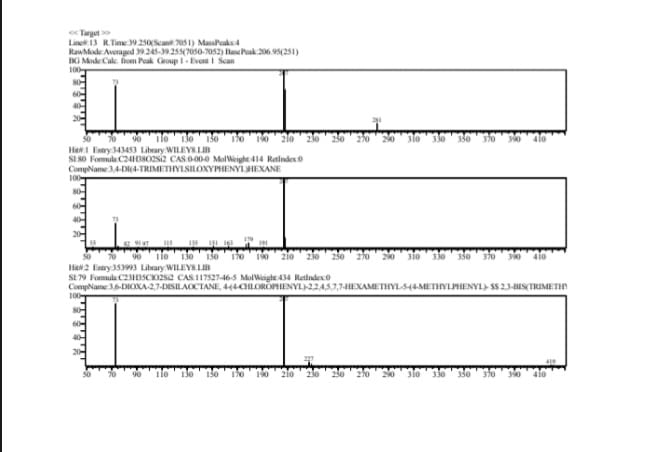 << Target >>
Line#:13 R.Time:39.250(Scan#:7051) MassPeaks:4
RawMode:Averaged 39.245-39.255(7050-7052) BasePeak:206.95(251)
BG Mode:Calc. from Peak Group 1 - Event 1 Scan
100
80
60
40
20
73
207
281
50 70 90 110 130 150 170 190 210 230 250 270 290 310 330 350 370 390 410
Hit#:1 Entry:343453 Library:WILEY8.LIB
SI:80 Formula:C24H38O2Si2 CAS:0-00-0 MolWeight:414 RetIndex:0
CompName:3,4-DI(4-TRIMETHYLSILOXYPHENYL)HEXANE
100
80
60
40
20
55 73 82 91 97 115 135 151 163 179 191 207
50 70 90 110 130 150 170 190 210 230 250 270 290 310 330 350 370 390 410
Hit#:2 Entry:353993 Library:WILEY8.LIB
SI:79 Formula:C23H35ClO2Si2 CAS:117527-46-5 MolWeight:434 RetIndex:0
CompName:3,6-DIOXA-2,7-DISILAOCTANE, 4-(4-CHLOROPHENYL)-2,2,4,5,7,7-HEXAMETHYL-5-(4-METHYLPHENYL)- $$ 2,3-BIS(TRIMETHY
100
80
60
40
20
73
227
419
50 70 90 110 130 150 170 190 210 230 250 270 290 310 330 350 370 390 410